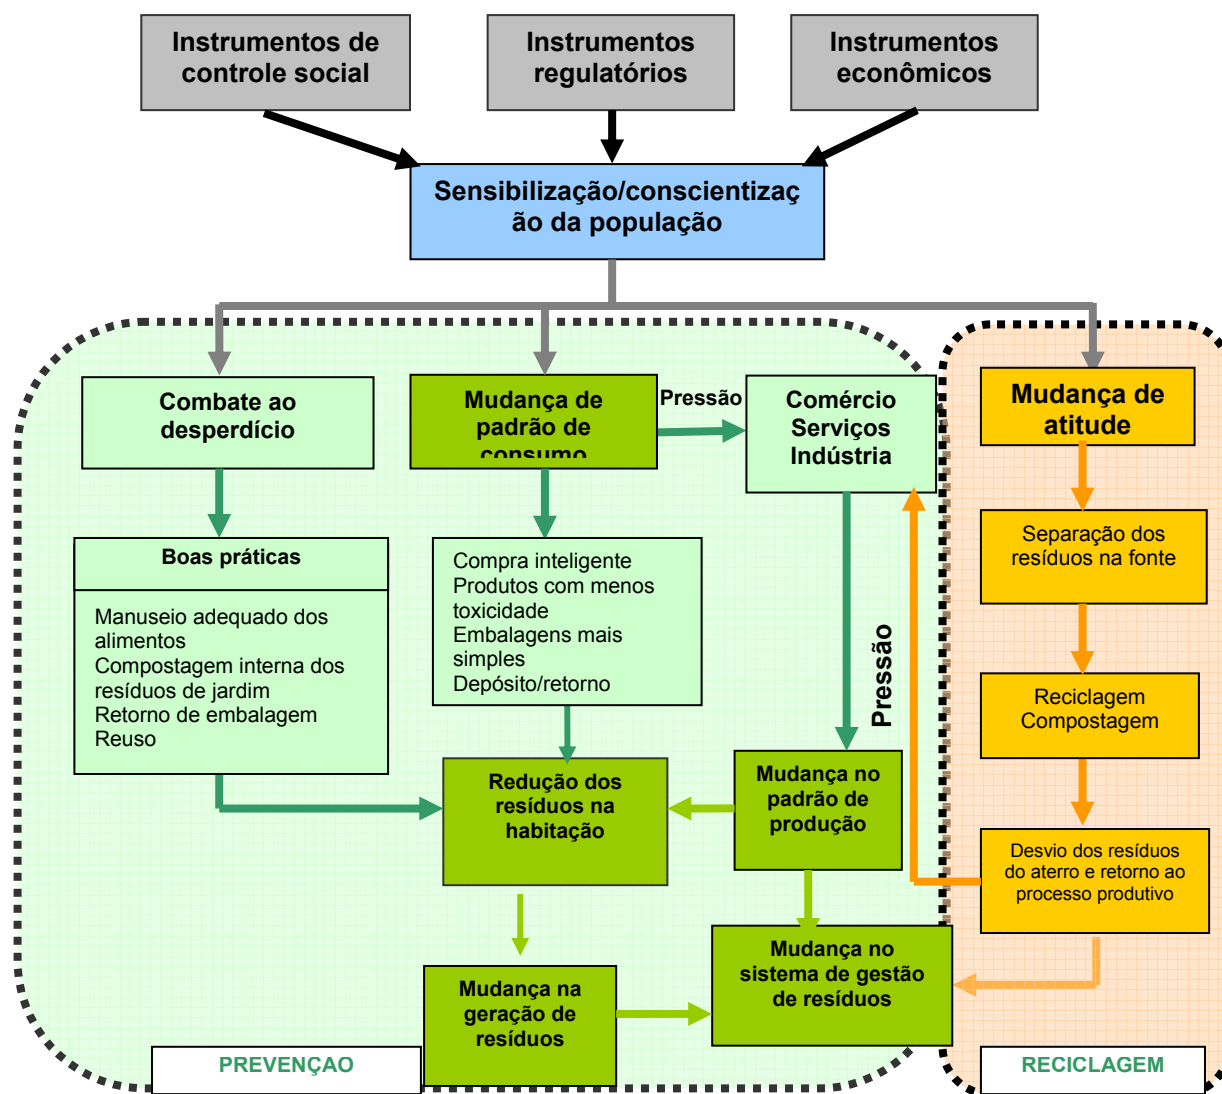 Instrumentos de
controle social
Instrumentos
regulatórios
Instrumentos
econômicos
Sensibilização/conscientizaç
ão da população
Combate ao
desperdício
Mudança de
padrão de
consumo
Pressão
Comércio
Serviços
Indústria
Mudança de
atitude
Boas práticas
Manuseio adequado dos
alimentos
Compostagem interna dos
resíduos de jardim
Retorno de embalagem
Reuso
Compra inteligente
Produtos com menos
toxicidade
Embalagens mais
simples
Depósito/retorno
Pressão
Separação dos
resíduos na fonte
Reciclagem
Compostagem
Redução dos
resíduos na
habitação
Mudança no
padrão de
produção
Desvio dos resíduos
do aterro e retorno ao
processo produtivo
Mudança na
geração de
resíduos
Mudança no
sistema de gestão
de resíduos
PREVENÇAO
RECICLAGEM